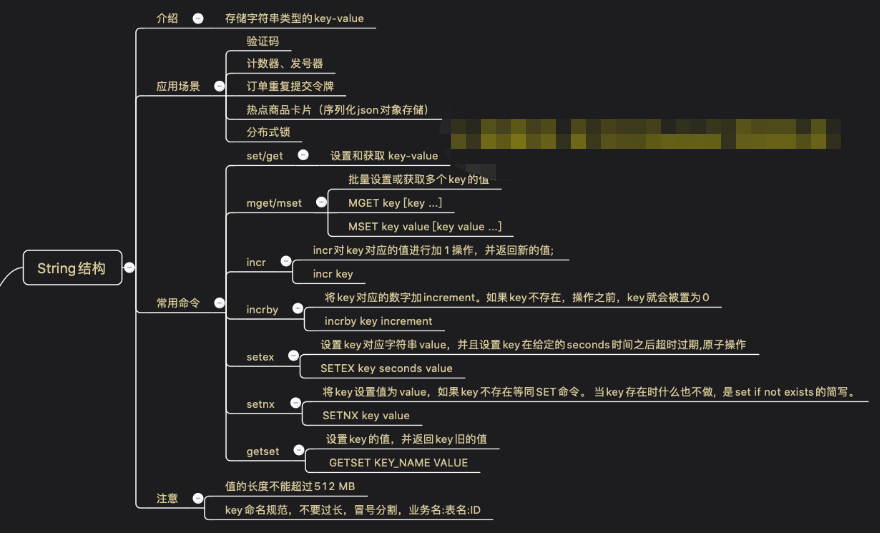 介绍
存储字符串类型的key-value
验证码
计数器、发号器
应用场景
订单重复提交令牌
热点商品卡片（序列化json对象存储）
分布式锁
set/get
设置和获取 key-value
批量设置或获取多个key的值
mget/mset
MGET key [key ...]
MSET key value [key value ...]
incr对key对应的值进行加1操作，并返回新的值;
incr
incr key
String结构
常用命令
将key对应的数字加increment。如果key不存在，操作之前，key就会被置为0
incrby
incrby key increment
设置key对应字符串value，并且设置key在给定的seconds时间之后超时过期,原子操作
setex
SETEX key seconds value
将key设置值为value，如果key不存在等同SET命令。 当key存在时什么也不做，是set if not exists的简写。
setnx
SETNX key value
设置key的值，并返回key旧的值
getset
GETSET KEY_NAME VALUE
值的长度不能超过512 MB
注意
key命名规范，不要过长，冒号分割，业务名:表名:ID